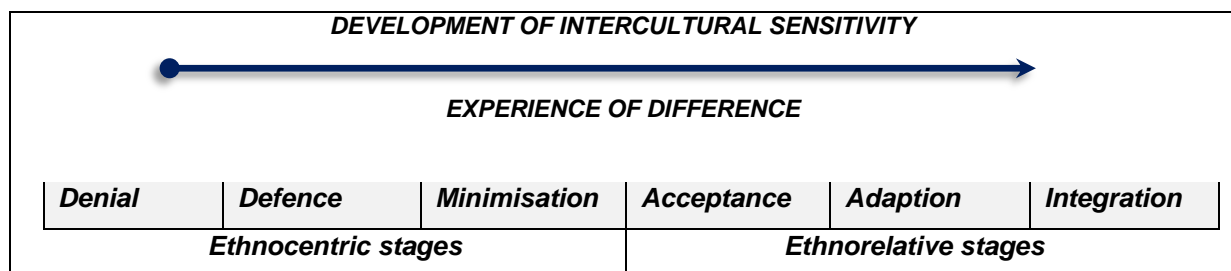 DEVELOPMENT OF INTERCULTURAL SENSITIVITY
EXPERIENCE OF DIFFERENCE
Denial Defence Minimisation Acceptance Adaption Integration
Ethnocentric stages Ethnorelative stages